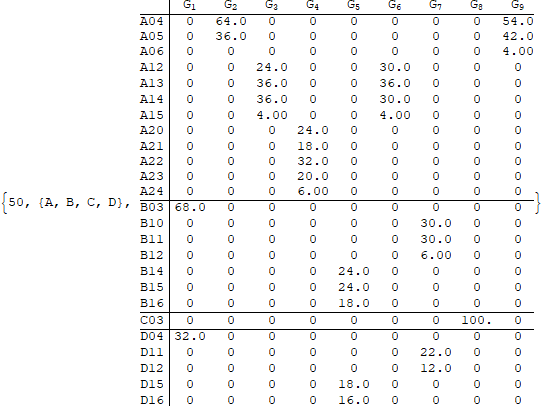 G₁ G₂ G₃ G₄ G₅ G₆ G₇ G₈ G₉
A04 0 64.0 0 0 0 0 0 0 54.0
A05 0 36.0 0 0 0 0 0 0 42.0
A06 0 0 0 0 0 0 0 0 4.00
A12 0 0 24.0 0 0 30.0 0 0 0
A13 0 0 36.0 0 0 36.0 0 0 0
A14 0 0 36.0 0 0 30.0 0 0 0
A15 0 0 4.00 0 0 4.00 0 0 0
A20 0 0 0 24.0 0 0 0 0 0
A21 0 0 0 18.0 0 0 0 0 0
A22 0 0 0 32.0 0 0 0 0 0
A23 0 0 0 20.0 0 0 0 0 0
A24 0 0 0 6.00 0 0 0 0 0
{50, {A, B, C, D}, B03 68.0 0 0 0 0 0 0 0 0 }
B10 0 0 0 0 0 0 30.0 0 0
B11 0 0 0 0 0 0 30.0 0 0
B12 0 0 0 0 0 0 6.00 0 0
B14 0 0 0 0 24.0 0 0 0 0
B15 0 0 0 0 24.0 0 0 0 0
B16 0 0 0 0 18.0 0 0 0 0
C03 0 0 0 0 0 0 0 100. 0
D04 32.0 0 0 0 0 0 0 0 0
D11 0 0 0 0 0 0 22.0 0 0
D12 0 0 0 0 0 0 12.0 0 0
D15 0 0 0 0 18.0 0 0 0 0
D16 0 0 0 0 16.0 0 0 0 0